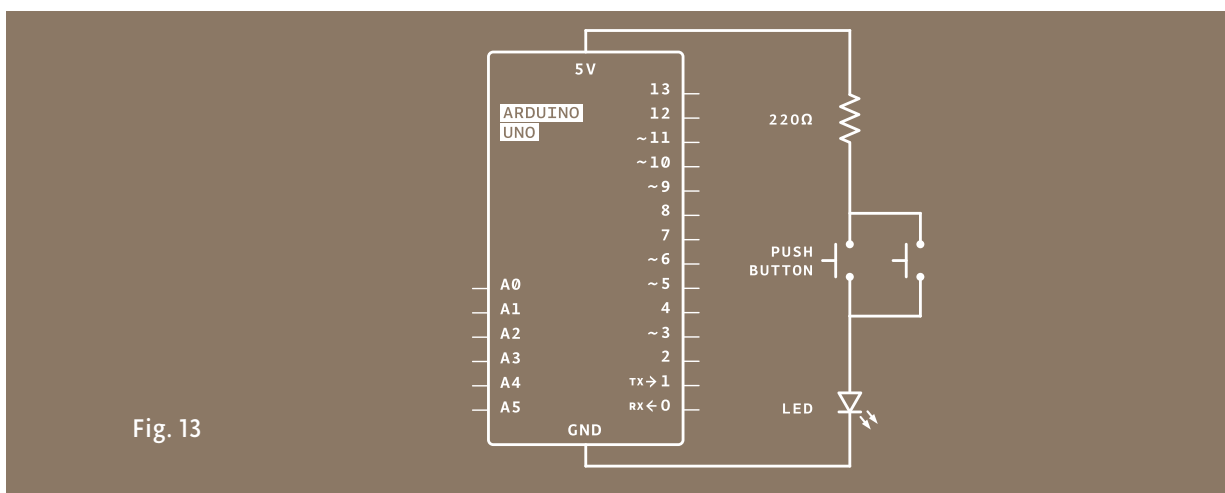 5V
ARDUINO
UNO
13
12
~11
~10
~9
8
7
~6
~5
4
~3
2
TX→1
RX←0
A0
A1
A2
A3
A4
A5
GND
220Ω
PUSH
BUTTON
LED
Fig. 13